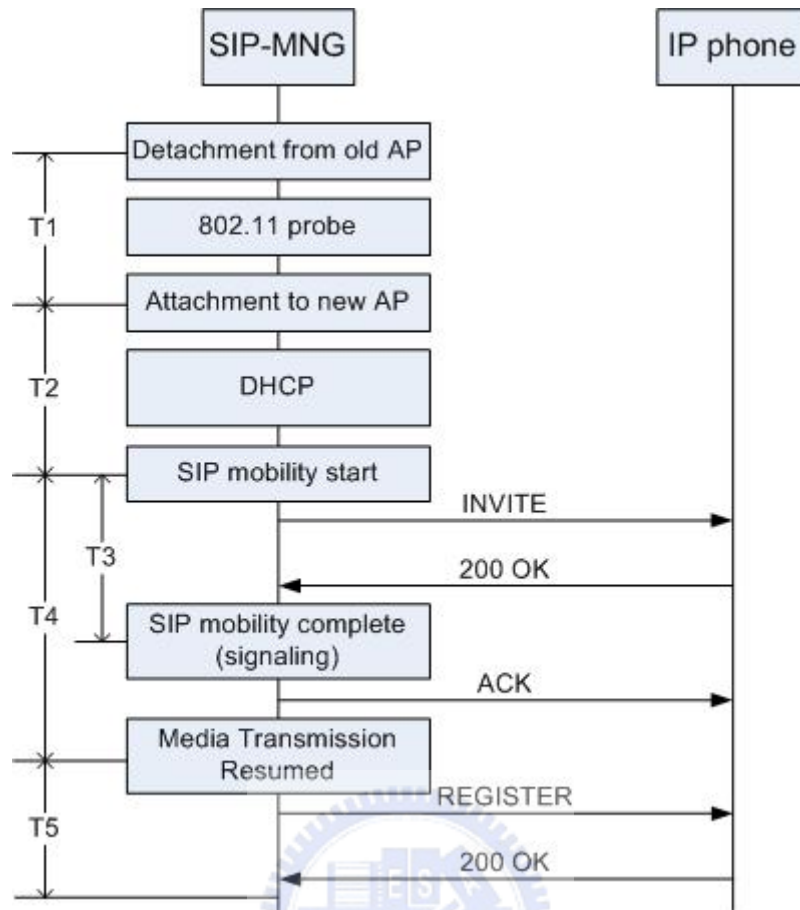 SIP-MNG
IP phone
Detachment from old AP
T1
802.11 probe
Attachment to new AP
T2
DHCP
SIP mobility start
INVITE
T3
200 OK
T4
SIP mobility complete
(signaling)
ACK
Media Transmission
Resumed
REGISTER
T5
200 OK
ES